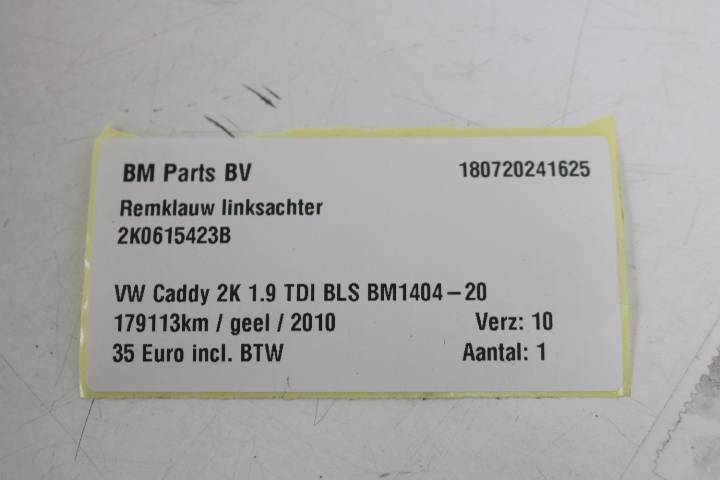 BM Parts BV 180720241625
Remklauw linksachter
2K0615423B
VW Caddy 2K 1.9 TDI BLS BM1404-20
179113km / geel / 2010 Verz: 10
35 Euro incl. BTW Aantal: 1